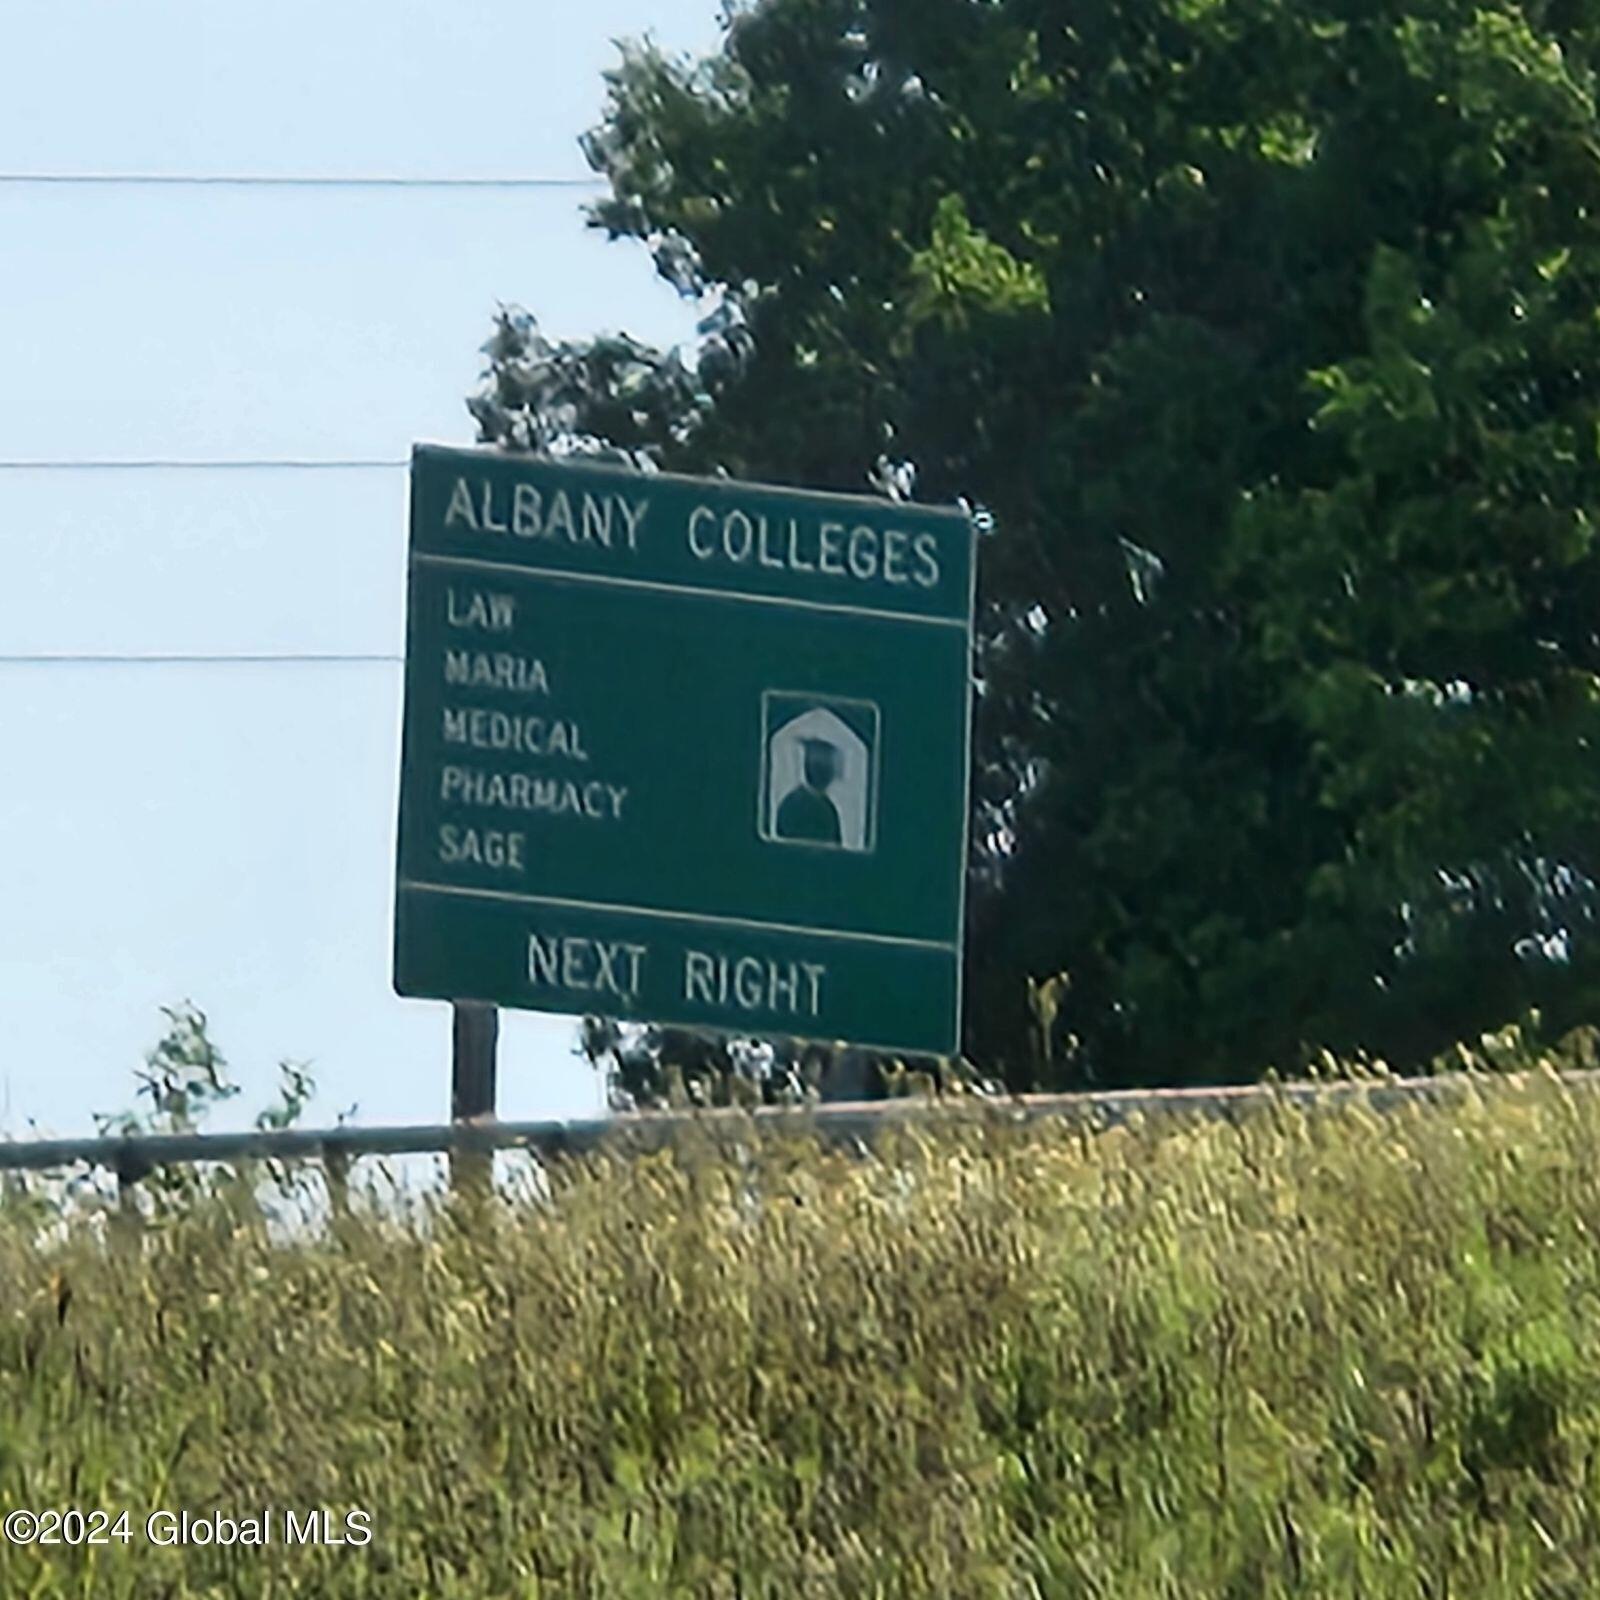 ALBANY COLLEGES
LAW
MARIA
MEDICAL
PHARMACY
SAGE
NEXT RIGHT
©2024 Global MLS